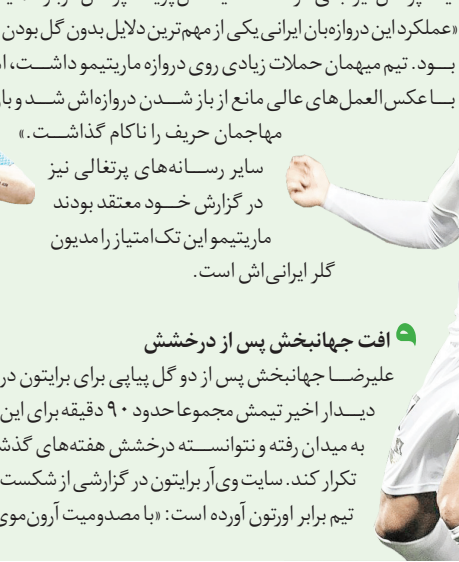 «عملکرد این دروازه‌بان ایرانی یکی از مهم‌ترین دلایل بدون گل بودن
بود. تیم میهمان حملات زیادی روی دروازه ماریتیمو داشت،
با عکس‌العمل‌های عالی مانع از باز شدن دروازه‌اش شد و
مهاجمان حریف را ناکام گذاشت.»
سایر رسانه‌های پرتغالی نیز
در گزارش خود معتقد بودند
ماریتیمو این تک‌امتیاز را مدیون
گلر ایرانی‌اش است.
افت جهانبخش پس از درخشش
علیرضا جهانبخش پس از دو گل پیاپی برای برایتون در
دیدار اخیر تیمش مجموعا حدود ۹۰ دقیقه برای این
به میدان رفته و نتوانسته درخشش هفته‌های
تکرار کند. سایت وی‌آر برایتون در گزارشی از شکست
تیم برابر اورتون آورده است: «با مصدومیت آرون‌موی